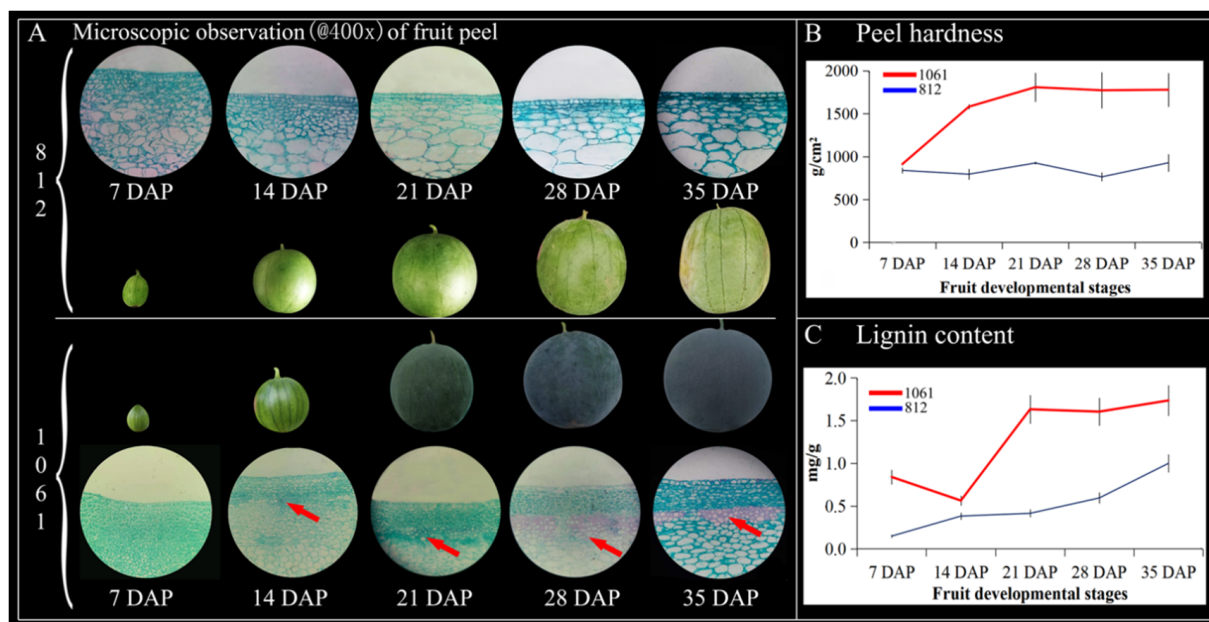 A Microscopic observation (@400x) of fruit peel
8
1
2
7 DAP 14 DAP 21 DAP 28 DAP 35 DAP
1
0
6
1
7 DAP 14 DAP 21 DAP 28 DAP 35 DAP
B Peel hardness
1061
812
g/cm²
2000
1500
1000
500
0
7 DAP 14 DAP 21 DAP 28 DAP 35 DAP
Fruit developmental stages
C Lignin content
1061
812
mg/g
2.0
1.5
1.0
0.5
0.0
7 DAP 14 DAP 21 DAP 28 DAP 35 DAP
Fruit developmental stages